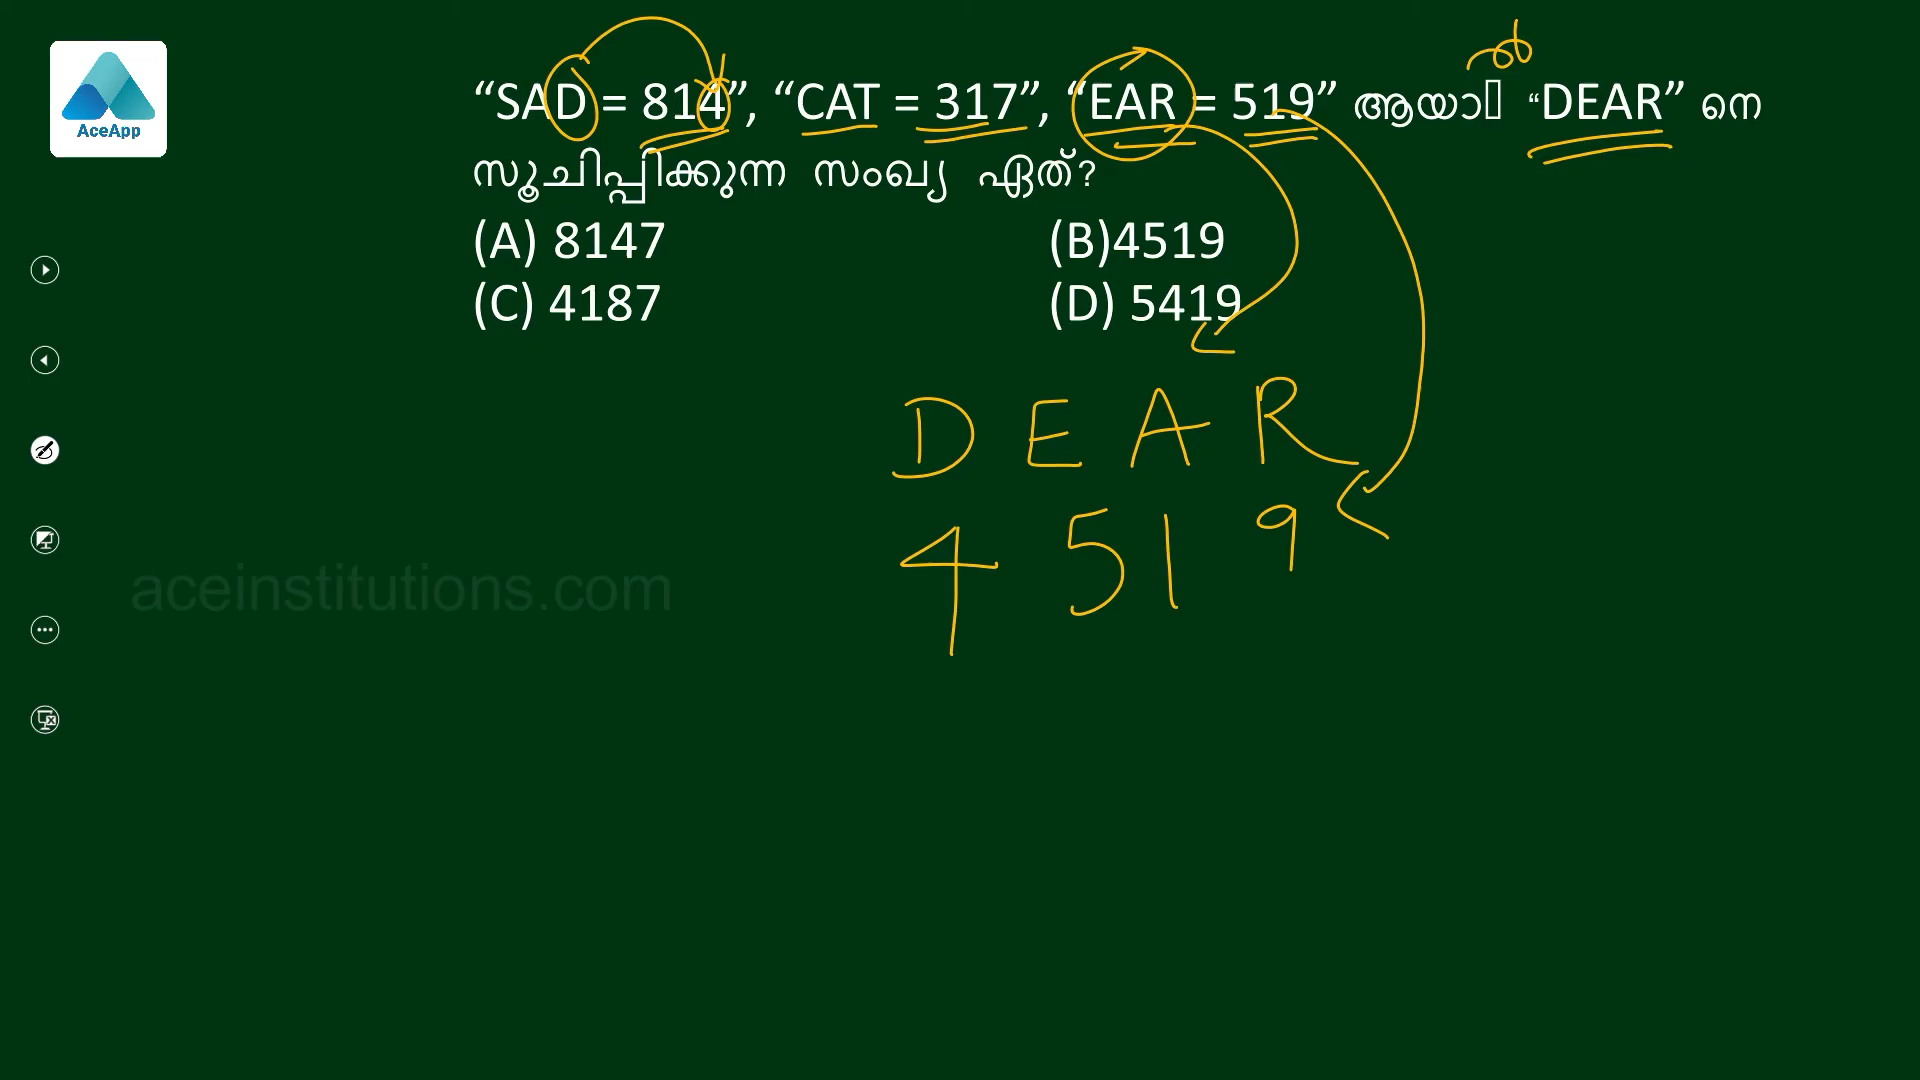 AceApp
“SAD = 814”, “CAT = 317”, “EAR = 519” ആയാൽ “DEAR” നെ
സൂചിപ്പിക്കുന്ന സംഖ്യ ഏത്?
(A) 8147 (B)4519
(C) 4187 (D) 5419
D E A R
4 5 1 9
aceinstitutions.com